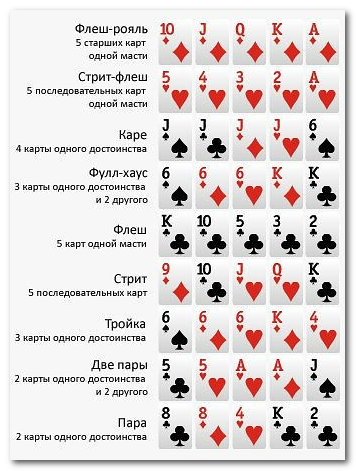 Флеш-рояль
5 старших карт
одной масти
10 J Q K A
Стрит-флеш
5 последовательных карт
одной масти
5 4 3 2 A
Каре
4 карты одного достоинства
J J J J 6
Фулл-хаус
3 карты одного достоинства
и 2 другого
6 6 6 K K
Флеш
5 карт одной масти
K 10 5 3 2
Стрит
5 последовательных карт
9 10 J Q K
Тройка
3 карты одного достоинства
6 6 6 K 4
Две пары
2 карты одного достоинства
и 2 другого
5 5 A A J
Пара
2 карты одного достоинства
8 8 4 K 2